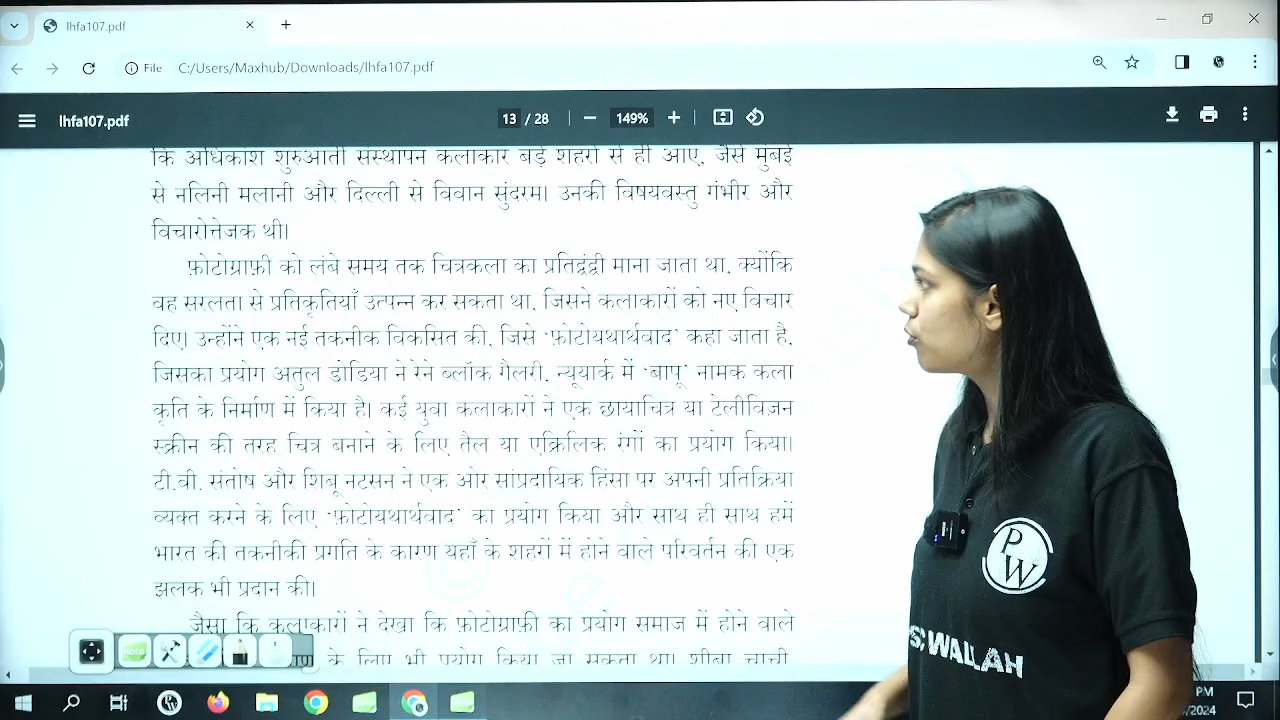 lhfa107.pdf
File C:/Users/Maxhub/Downloads/lhfa107.pdf
lhfa107.pdf 13 / 28 149%
कि अधिकांश शुरुआती संस्थापन कलाकार बड़े शहरों से ही आए, जैसे मुंबई
से नलिनी मलानी और दिल्ली से विवान सुंदरम। उनकी विषयवस्तु गंभीर और
विचारोत्तेजक थी।
फ़ोटोग्राफ़ी को लंबे समय तक चित्रकला का प्रतिद्वंद्वी माना जाता था, क्योंकि
वह सरलता से प्रतिकृतियाँ उत्पन्न कर सकता था, जिसने कलाकारों को नए विचार
दिए। उन्होंने एक नई तकनीक विकसित की, जिसे ‘फ़ोटोयथार्थवाद’ कहा जाता है,
जिसका प्रयोग अतुल डोडिया ने रेने ब्लॉक गैलरी, न्यूयार्क में ‘बापू’ नामक कला
कृति के निर्माण में किया है। कई युवा कलाकारों ने एक छायाचित्र या टेलीविज़न
स्क्रीन की तरह चित्र बनाने के लिए तैल या एक्रिलिक रंगों का प्रयोग किया।
टी.वी. संतोष और शिबू नटसन ने एक ओर सांप्रदायिक हिंसा पर अपनी प्रतिक्रिया
व्यक्त करने के लिए ‘फ़ोटोयथार्थवाद’ का प्रयोग किया और साथ ही साथ हमें
भारत की तकनीकी प्रगति के कारण यहाँ के शहरों में होने वाले परिवर्तन की एक
झलक भी प्रदान की।
जैसा कि कलाकारों ने देखा कि फ़ोटोग्राफ़ी का प्रयोग समाज में होने वाले
के लिए भी प्रयोग किया जा सकता था। शीबा चाची,
PW
WALLAH
PM
/2024